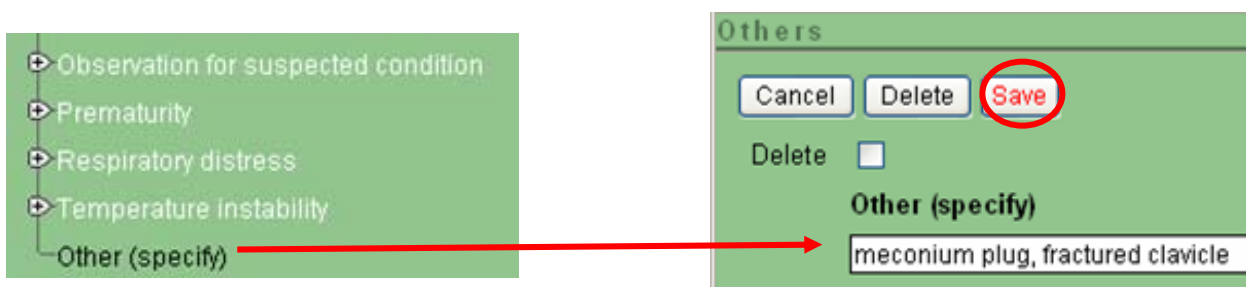 Observation for suspected condition
Prematurity
Respiratory distress
Temperature instability
Other (specify)
Others
Cancel Delete Save
Delete
Other (specify)
meconium plug, fractured clavicle